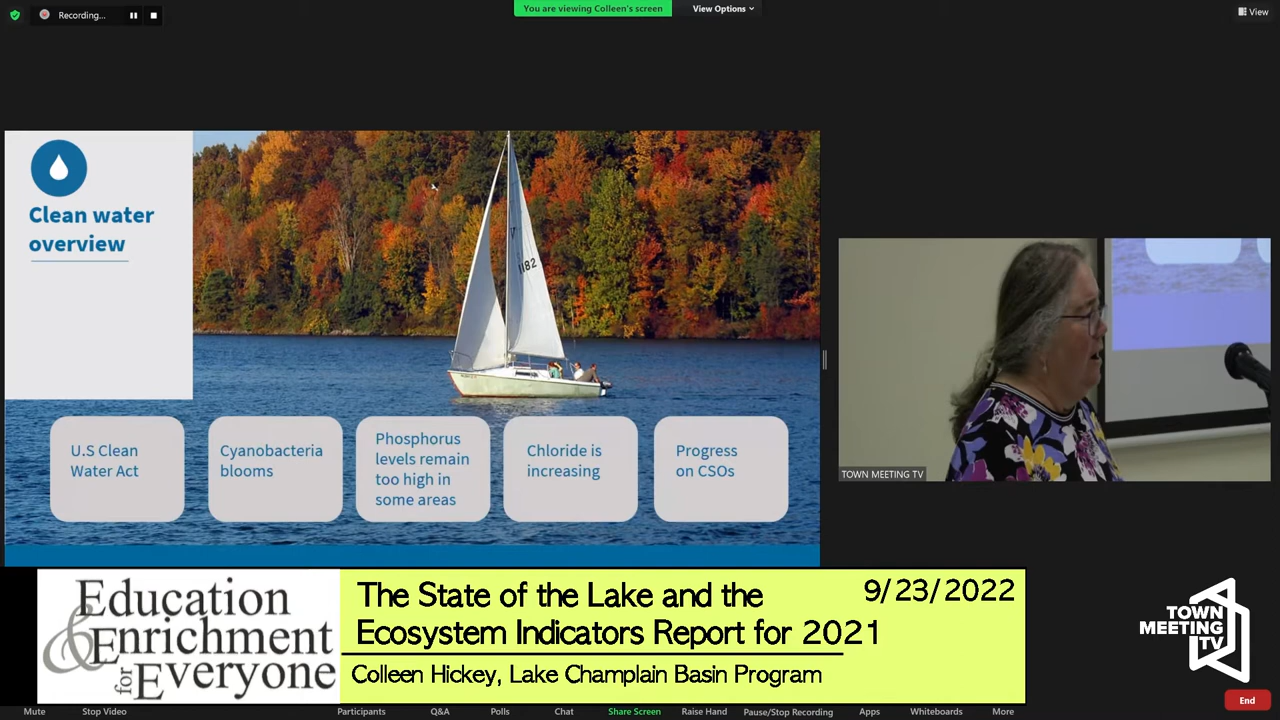 Recording...
You are viewing Colleen's screen
View Options
View
Clean water
overview
1182
U.S Clean
Water Act
Cyanobacteria
blooms
Phosphorus
levels remain
too high in
some areas
Chloride is
increasing
Progress
on CSOs
TOWN MEETING TV
Education
& Enrichment
for Everyone
The State of the Lake and the
Ecosystem Indicators Report for 2021
9/23/2022
Colleen Hickey, Lake Champlain Basin Program
TOWN
MEETING
TV
End
Mute
Stop Video
Participants
Q&A
Polls
Chat
Share Screen
Raise Hand
Pause/Stop Recording
Apps
Whiteboards
More